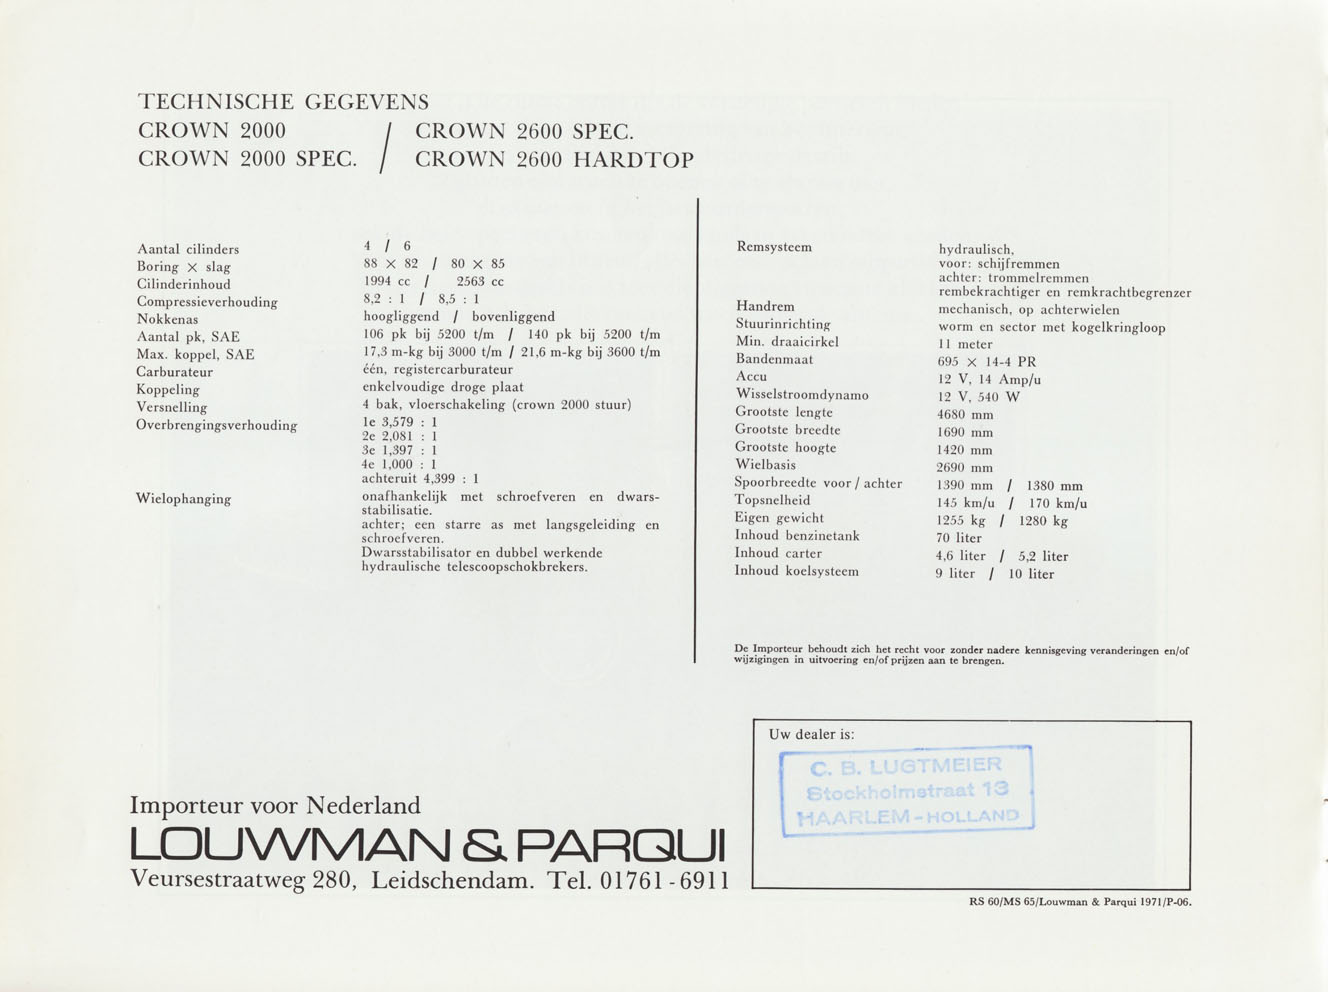 TECHNISCHE GEGEVENS
CROWN 2000 / CROWN 2600 SPEC.
CROWN 2000 SPEC. / CROWN 2600 HARDTOP
Aantal cilinders 4 / 6
Boring × slag 88 × 82 / 80 × 85
Cilinderinhoud 1994 cc / 2563 cc
Compressieverhouding 8,2 : 1 / 8,5 : 1
Nokkenas hoogliggend / bovenliggend
Aantal pk, SAE 106 pk bij 5200 t/m / 140 pk bij 5200 t/m
Max. koppel, SAE 17,3 m-kg bij 3000 t/m / 21,6 m-kg bij 3600 t/m
Carburateur één, registercarburateur
Koppeling enkelvoudige droge plaat
Versnelling 4 bak, vloerschakeling (crown 2000 stuur)
Overbrengingsverhouding 1e 3,579 : 1
2e 2,081 : 1
3e 1,397 : 1
4e 1,000 : 1
achteruit 4,399 : 1
Wielophanging onafhankelijk met schroefveren en dwars-
stabilisatie.
achter; een starre as met langsgeleiding en
schroefveren.
Dwarsstabilisator en dubbel werkende
hydraulische telescoopschokbrekers.
Remsysteem hydraulisch,
voor: schijfremmen
achter: trommelremmen
rembekrachtiger en remkrachtbegrenzer
Handrem mechanisch, op achterwielen
Stuurinrichting worm en sector met kogelkringloop
Min. draaicirkel 11 meter
Bandenmaat 695 × 14-4 PR
Accu 12 V, 14 Amp/u
Wisselstroomdynamo 12 V, 540 W
Grootste lengte 4680 mm
Grootste breedte 1690 mm
Grootste hoogte 1420 mm
Wielbasis 2690 mm
Spoorbreedte voor / achter 1390 mm / 1380 mm
Topsnelheid 145 km/u / 170 km/u
Eigen gewicht 1255 kg / 1280 kg
Inhoud benzinetank 70 liter
Inhoud carter 4,6 liter / 5,2 liter
Inhoud koelsysteem 9 liter / 10 liter
De Importeur behoudt zich het recht voor zonder nadere kennisgeving veranderingen en/of
wijzigingen in uitvoering en/of prijzen aan te brengen.
Uw dealer is:
C. B. LUGTMEIER
Stockholmstraat 13
HAARLEM - HOLLAND
Importeur voor Nederland
LOUWMAN & PARQUI
Veursestraatweg 280, Leidschendam. Tel. 01761 - 6911
RS 60/MS 65/Louwman & Parqui 1971/P-06.